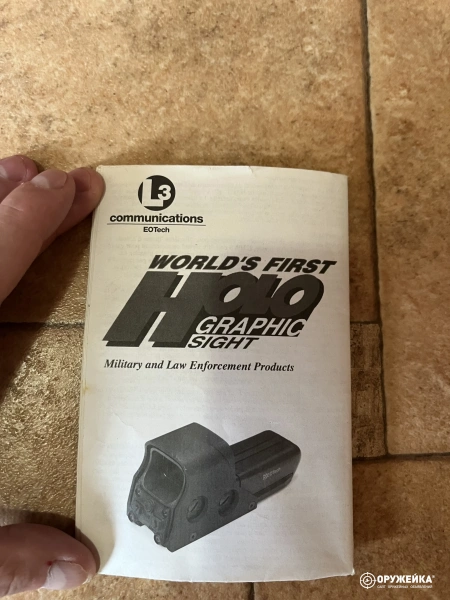 L3
communications
EOTech
WORLD'S FIRST
HOLO
GRAPHIC
SIGHT
Military and Law Enforcement Products
ОРУЖЕЙКА